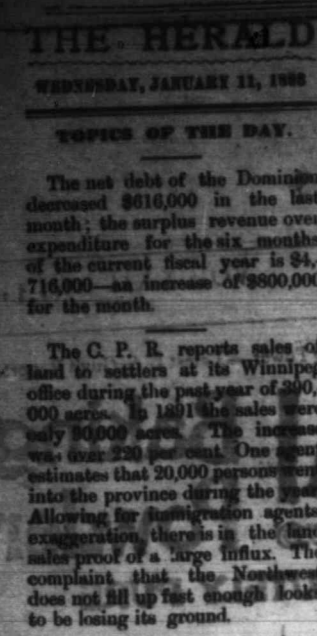 THE HERALD
WEDNESDAY, JANUARY 11, 1893
TOPICS OF THE DAY.
The net debt of the Dominion
decreased $616,000 in the last
month; the surplus revenue over
expenditure for the six months
of the current fiscal year is $4,-
716,000—an increase of $800,000
for the month.
The C. P. R. reports sales of
land to settlers at its Winnipeg
office during the past year of
000 acres. In 1891 the sales were
only acres. The increase
was over 220 per cent. One agent
estimates that 20,000 persons went
into the province during the year.
Allowing for immigration agents
exaggeration, there is in the land
sales proof of a large influx. The
complaint that the Northwest
does not fill up fast enough looks
to be losing its ground.